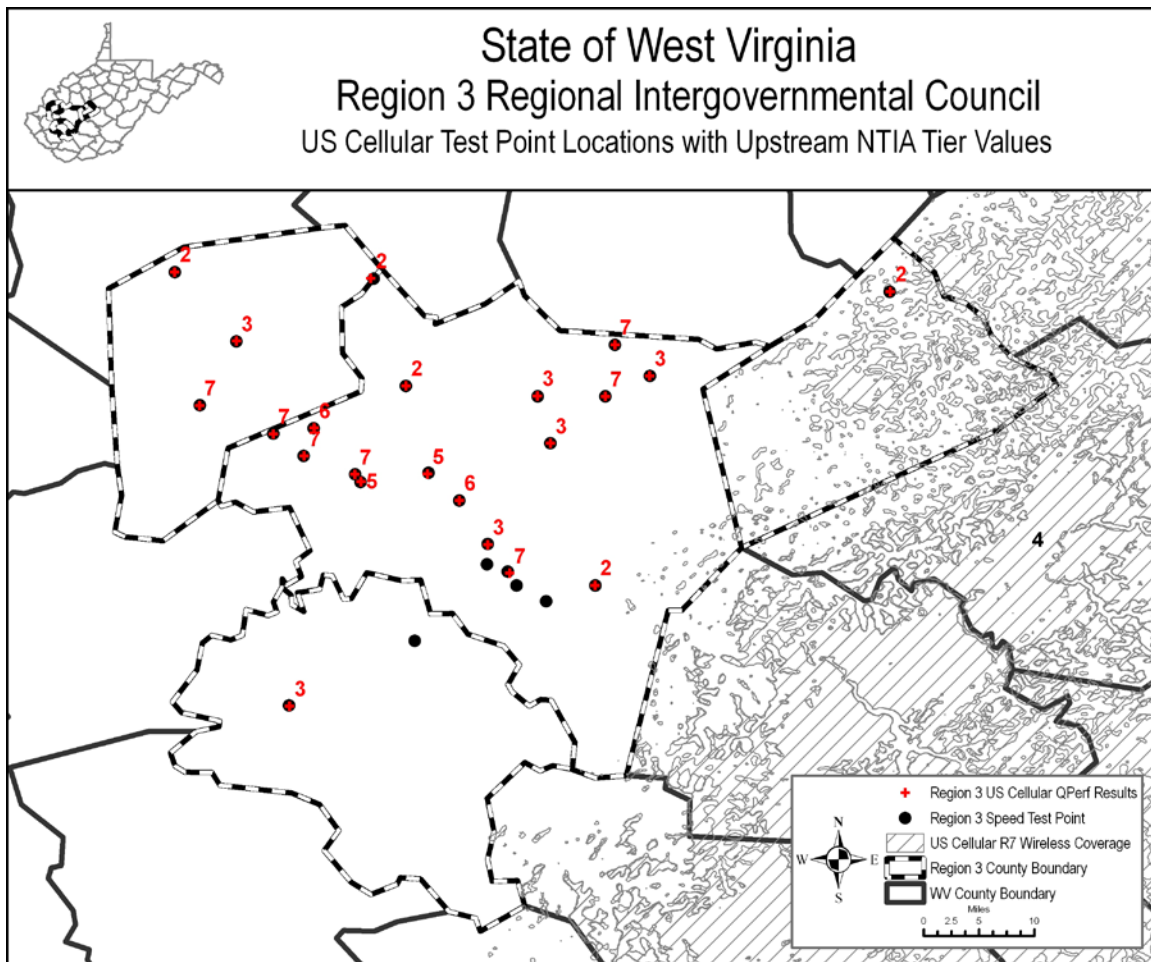 State of West Virginia
Region 3 Regional Intergovernmental Council
US Cellular Test Point Locations with Upstream NTIA Tier Values
2
2
2
3
7
3
2
3
7
7
6
7
3
7
5
5
6
3
7
2
4
3
Region 3 US Cellular QPerf Results
Region 3 Speed Test Point
US Cellular R7 Wireless Coverage
Region 3 County Boundary
WV County Boundary
N
W E
S
Miles
0 2.5 5 10